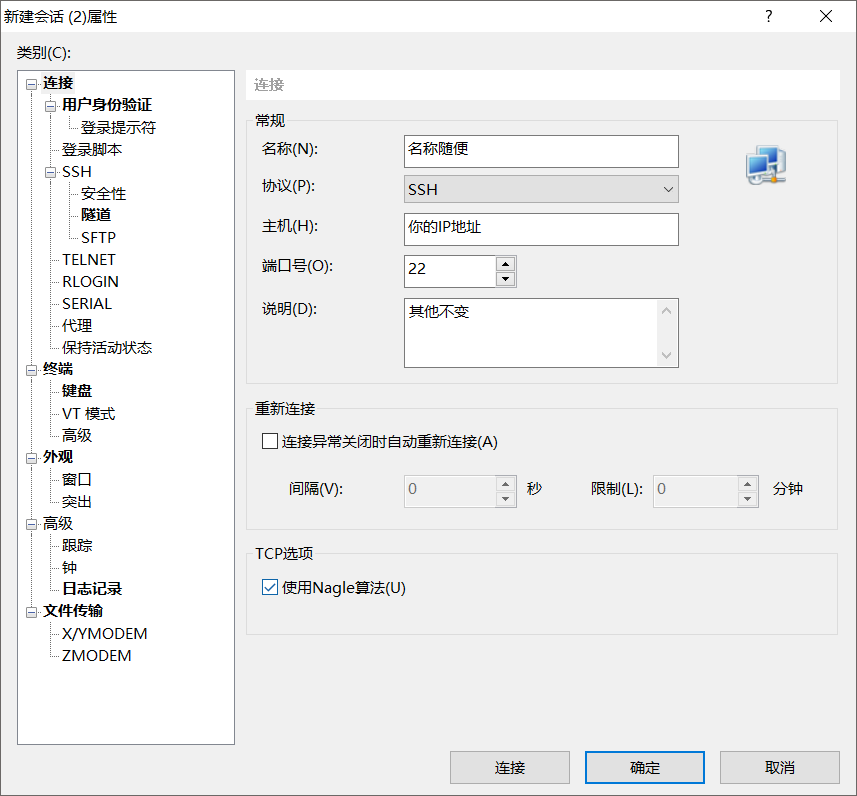 新建会话 (2)属性
?
类别(C):
连接
用户身份验证
登录提示符
登录脚本
SSH
安全性
隧道
SFTP
TELNET
RLOGIN
SERIAL
代理
保持活动状态
终端
键盘
VT 模式
高级
外观
窗口
突出
高级
跟踪
钟
日志记录
文件传输
X/YMODEM
ZMODEM
连接
常规
名称(N): 名称随便
协议(P): SSH
主机(H): 你的IP地址
端口号(O): 22
说明(D): 其他不变
重新连接
连接异常关闭时自动重新连接(A)
间隔(V): 0 秒 限制(L): 0 分钟
TCP选项
使用Nagle算法(U)
连接 确定 取消